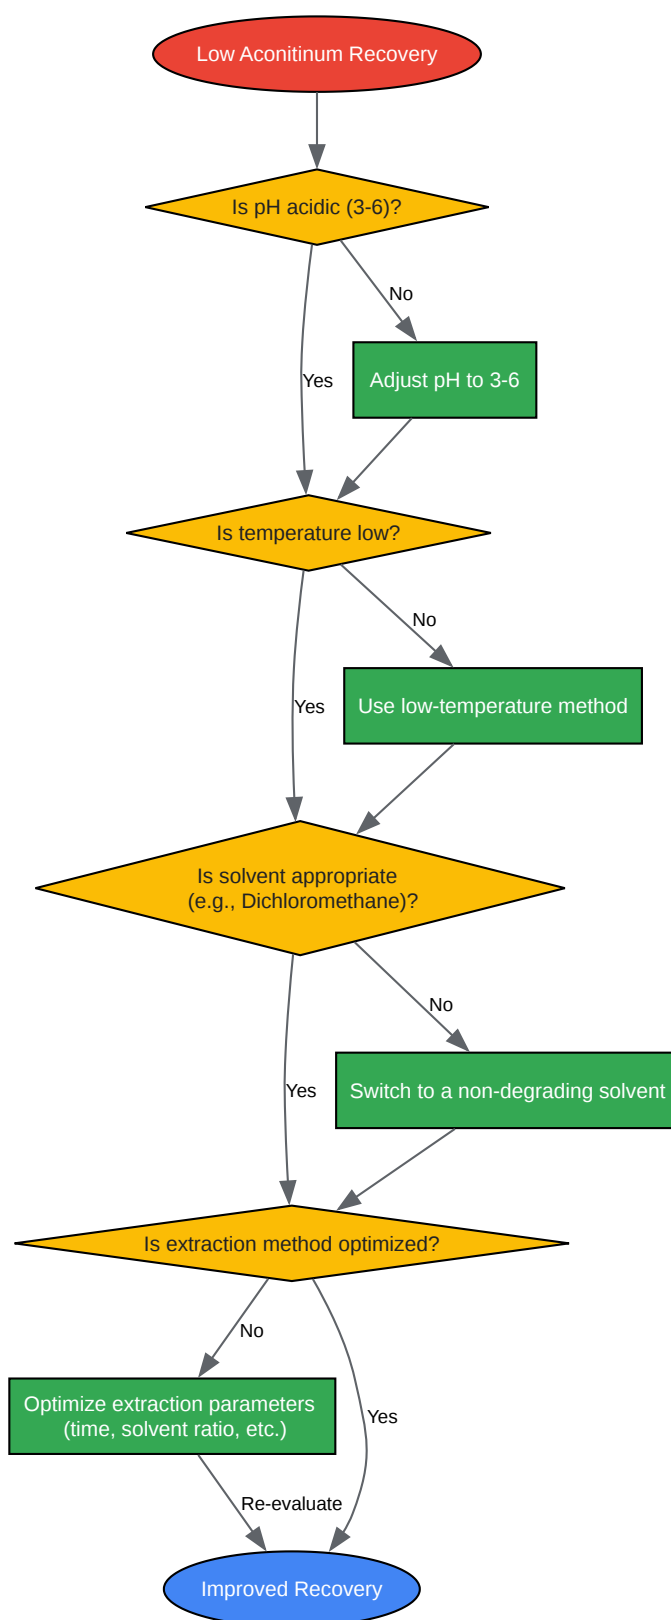 Low Aconitinum Recovery
Is pH acidic (3-6)?
No
Yes
Adjust pH to 3-6
Is temperature low?
No
Yes
Use low-temperature method
Is solvent appropriate
(e.g., Dichloromethane)?
No
Yes
Switch to a non-degrading solvent
Is extraction method optimized?
No
Optimize extraction parameters
(time, solvent ratio, etc.)
Yes
Re-evaluate
Improved Recovery